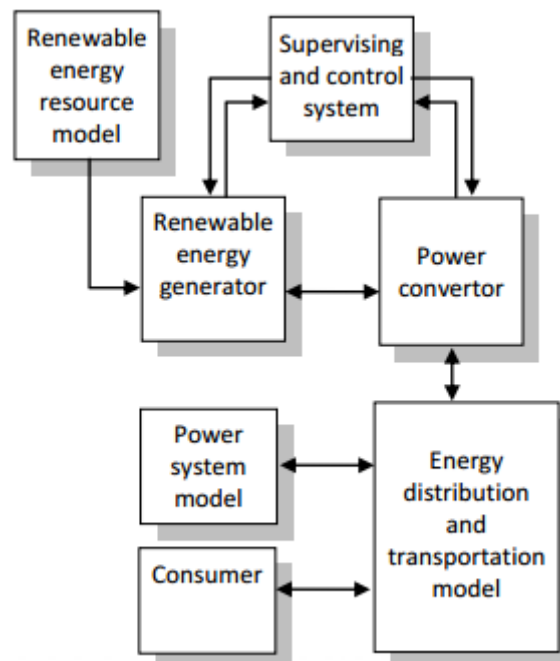 Renewable
energy
resource
model
Supervising
and control
system
Renewable
energy
generator
Power
convertor
Power
system
model
Energy
distribution
and
transportation
model
Consumer